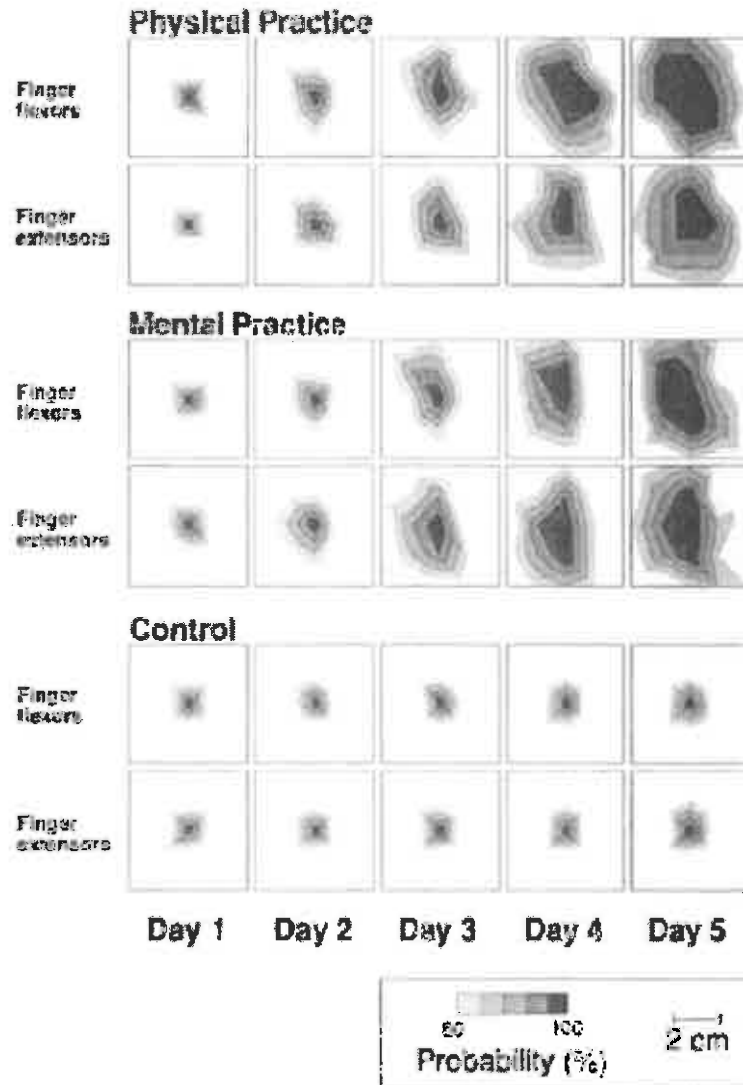 Physical Practice
Finger
flexors
Finger
extensors
Mental Practice
Finger
flexors
Finger
extensors
Control
Finger
flexors
Finger
extensors
Day 1 Day 2 Day 3 Day 4 Day 5
60 100
Probability (%)
2 cm